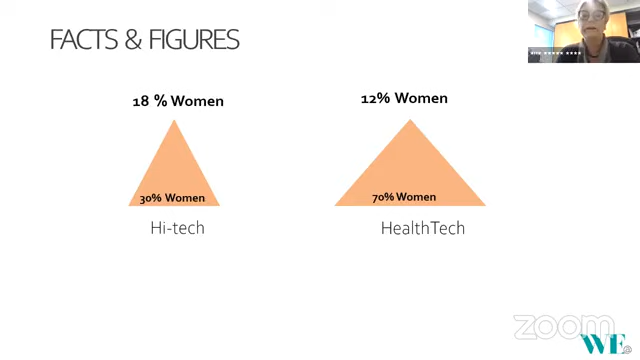 FACTS & FIGURES
18 % Women
12% Women
30% Women
70% Women
Hi-tech
HealthTech
zoom
WE@